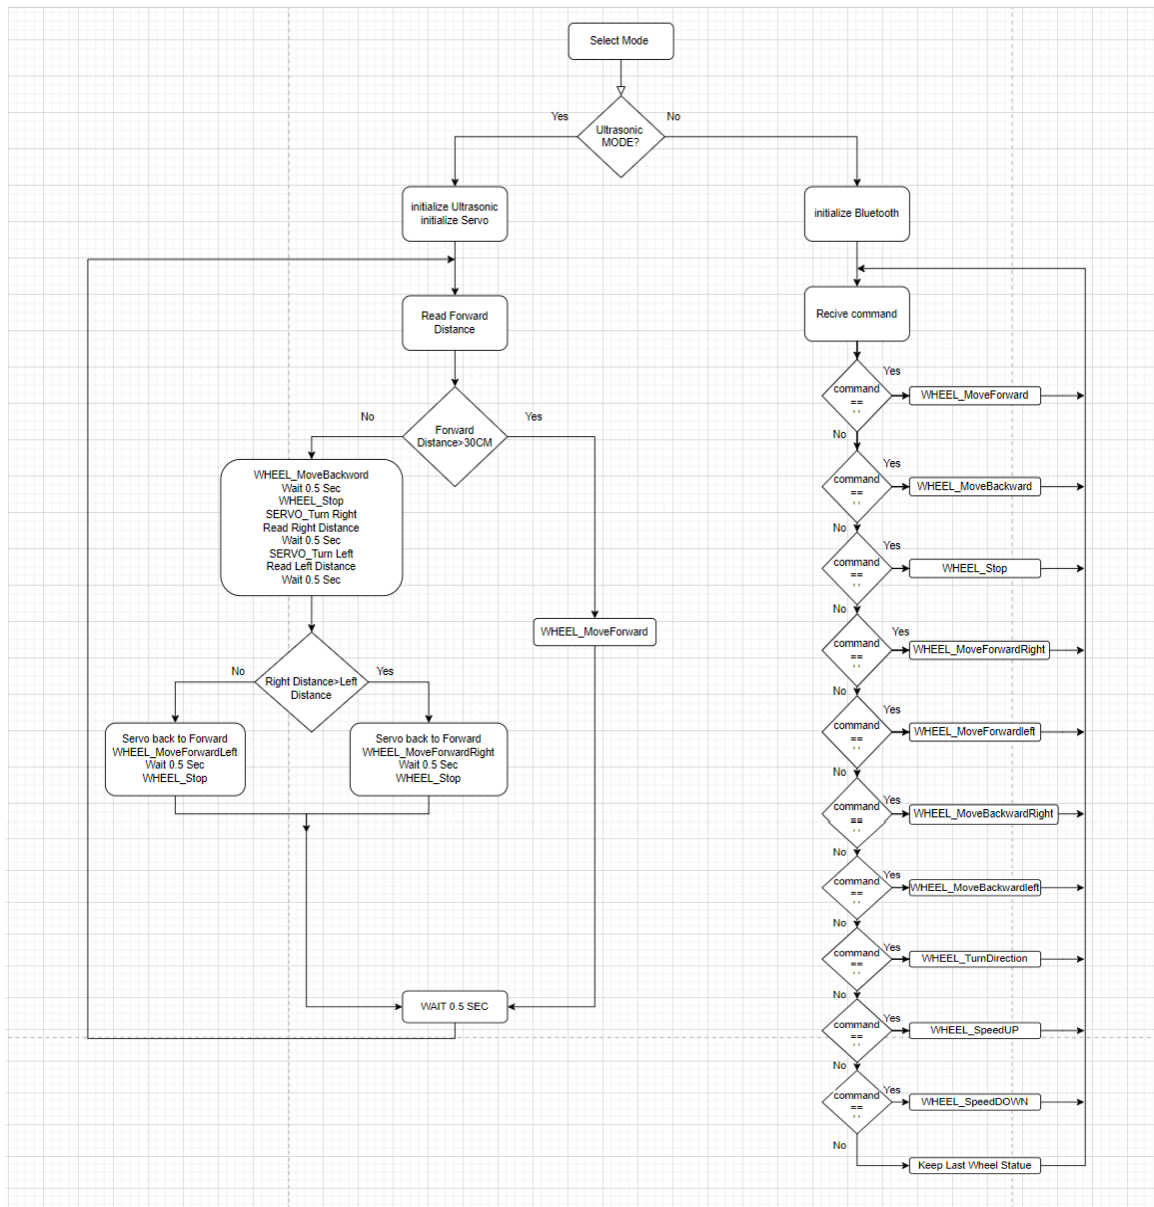 Select Mode
Yes
No
Ultrasonic
MODE?
initialize Ultrasonic
initialize Servo
Read Forward
Distance
No
Yes
Forward
Distance>30CM
WHEEL_MoveBackword
Wait 0.5 Sec
WHEEL_Stop
SERVO_Turn Right
Read Right Distance
Wait 0.5 Sec
SERVO_Turn Left
Read Left Distance
Wait 0.5 Sec
WHEEL_MoveForward
No
Yes
Right Distance>Left
Distance
Servo back to Forward
WHEEL_MoveForwardLeft
Wait 0.5 Sec
WHEEL_Stop
Servo back to Forward
WHEEL_MoveForwardRight
Wait 0.5 Sec
WHEEL_Stop
WAIT 0.5 SEC
initialize Bluetooth
Recive command
Yes
command
==
' '
WHEEL_MoveForward
No
Yes
command
==
' '
WHEEL_MoveBackward
No
Yes
command
==
' '
WHEEL_Stop
No
Yes
command
==
' '
WHEEL_MoveForwardRight
No
Yes
command
==
' '
WHEEL_MoveForwardleft
No
Yes
command
==
' '
WHEEL_MoveBackwardRight
No
Yes
command
==
' '
WHEEL_MoveBackwardleft
No
Yes
command
==
' '
WHEEL_TurnDirection
No
Yes
command
==
' '
WHEEL_SpeedUP
No
Yes
command
==
' '
WHEEL_SpeedDOWN
No
Keep Last Wheel Statue